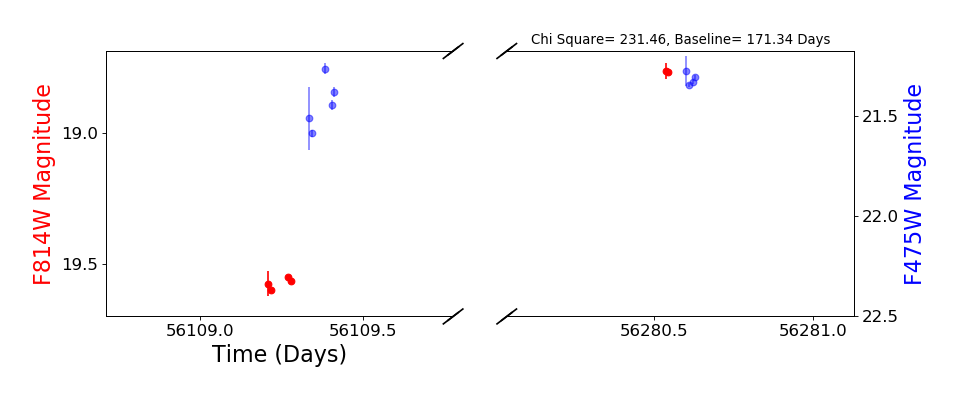 Chi Square= 231.46, Baseline= 171.34 Days
F814W Magnitude
19.0
19.5
21.5
22.0
22.5
F475W Magnitude
56109.0 56109.5 56280.5 56281.0
Time (Days)